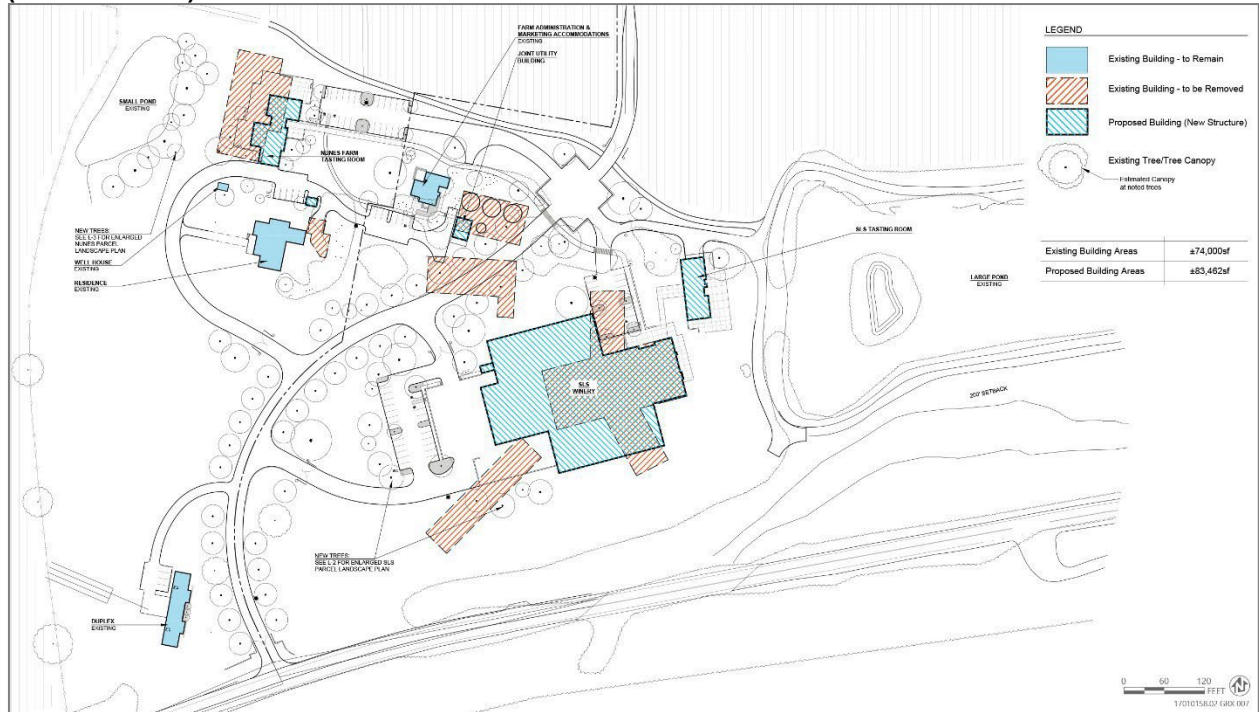 FARM ADMINISTRATION &
MARKETING ACCOMMODATIONS
EXISTING
JOINT UTILITY
BUILDING
SMALL POND
EXISTING
NUNES FARM
TASTING ROOM
NEW TREES:
SEE L-3 FOR ENLARGED
NUNES PARCEL
LANDSCAPE PLAN
WELL HOUSE
EXISTING
RESIDENCE
EXISTING
SLS TASTING ROOM
LARGE POND
EXISTING
SLS
WINERY
200' SETBACK
NEW TREES:
SEE L-2 FOR ENLARGED SLS
PARCEL LANDSCAPE PLAN
DUPLEX
EXISTING
LEGEND
Existing Building - to Remain
Existing Building - to be Removed
Proposed Building (New Structure)
Existing Tree/Tree Canopy
Estimated Canopy
at noted trees
Existing Building Areas ±74,000sf
Proposed Building Areas ±83,462sf
0 60 120
FEET
N
17010158.02 GRX 007